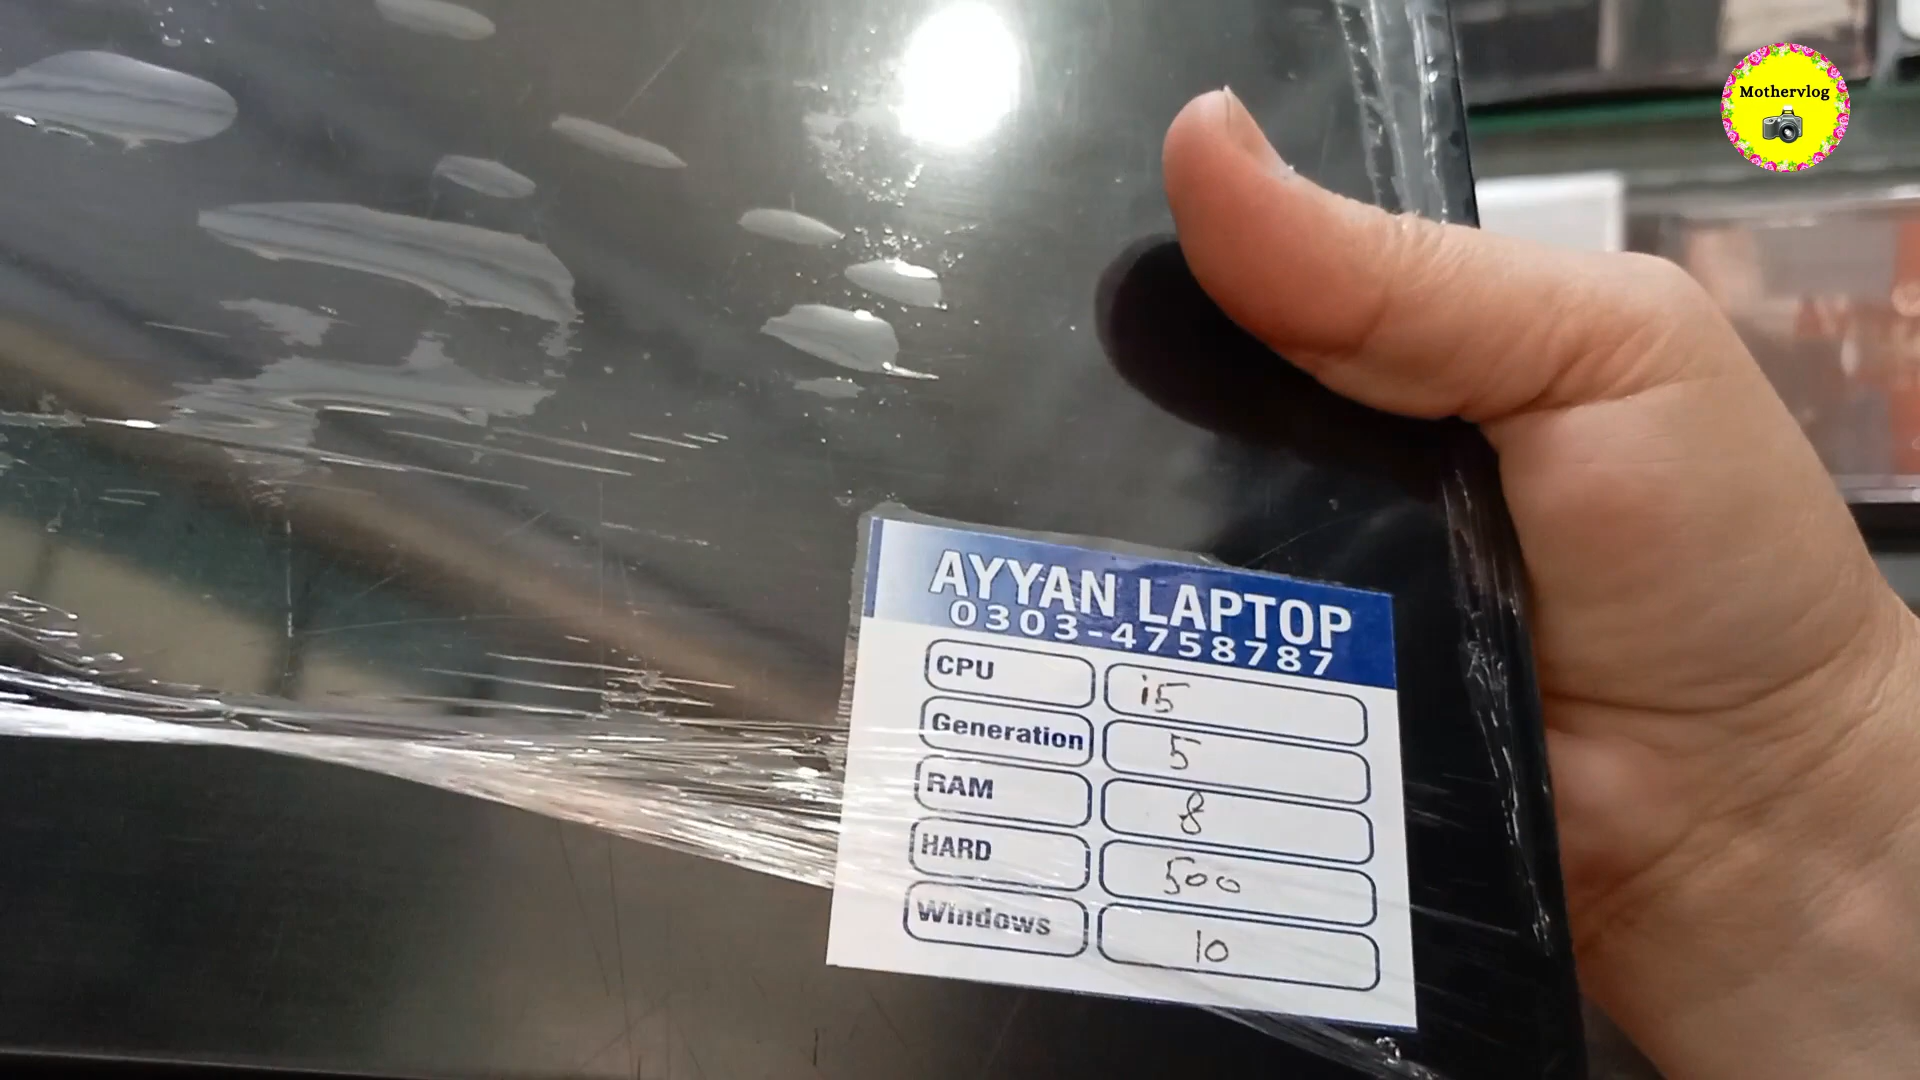 Mothervlog
AYYAN LAPTOP
0303-4758787
CPU i5
Generation 5
RAM 8
HARD 500
Windows 10